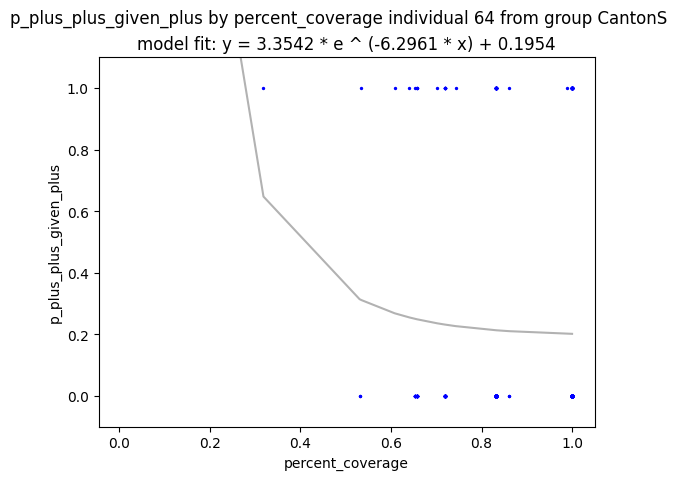 p_plus_plus_given_plus by percent_coverage individual 64 from group CantonS
model fit: y = 3.3542 * e ^ (-6.2961 * x) + 0.1954
p_plus_plus_given_plus
1.0
0.8
0.6
0.4
0.2
0.0
0.0 0.2 0.4 0.6 0.8 1.0
percent_coverage